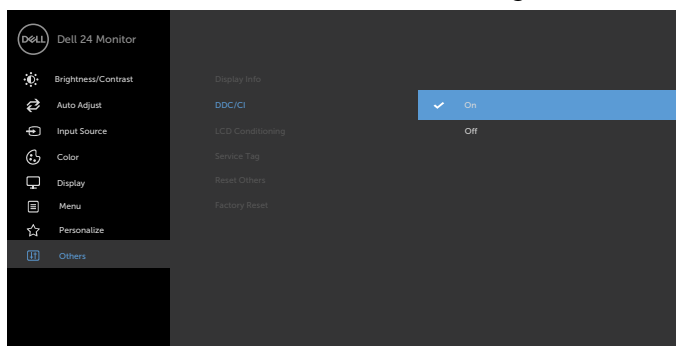 DELL Dell 24 Monitor
Brightness/Contrast
Auto Adjust
Input Source
Color
Display
Menu
Personalize
Others
Display Info
DDC/CI
LCD Conditioning
Service Tag
Reset Others
Factory Reset
On
Off